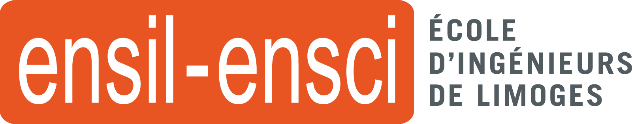 ensil-ensci
ÉCOLE
D'INGÉNIEURS
DE LIMOGES